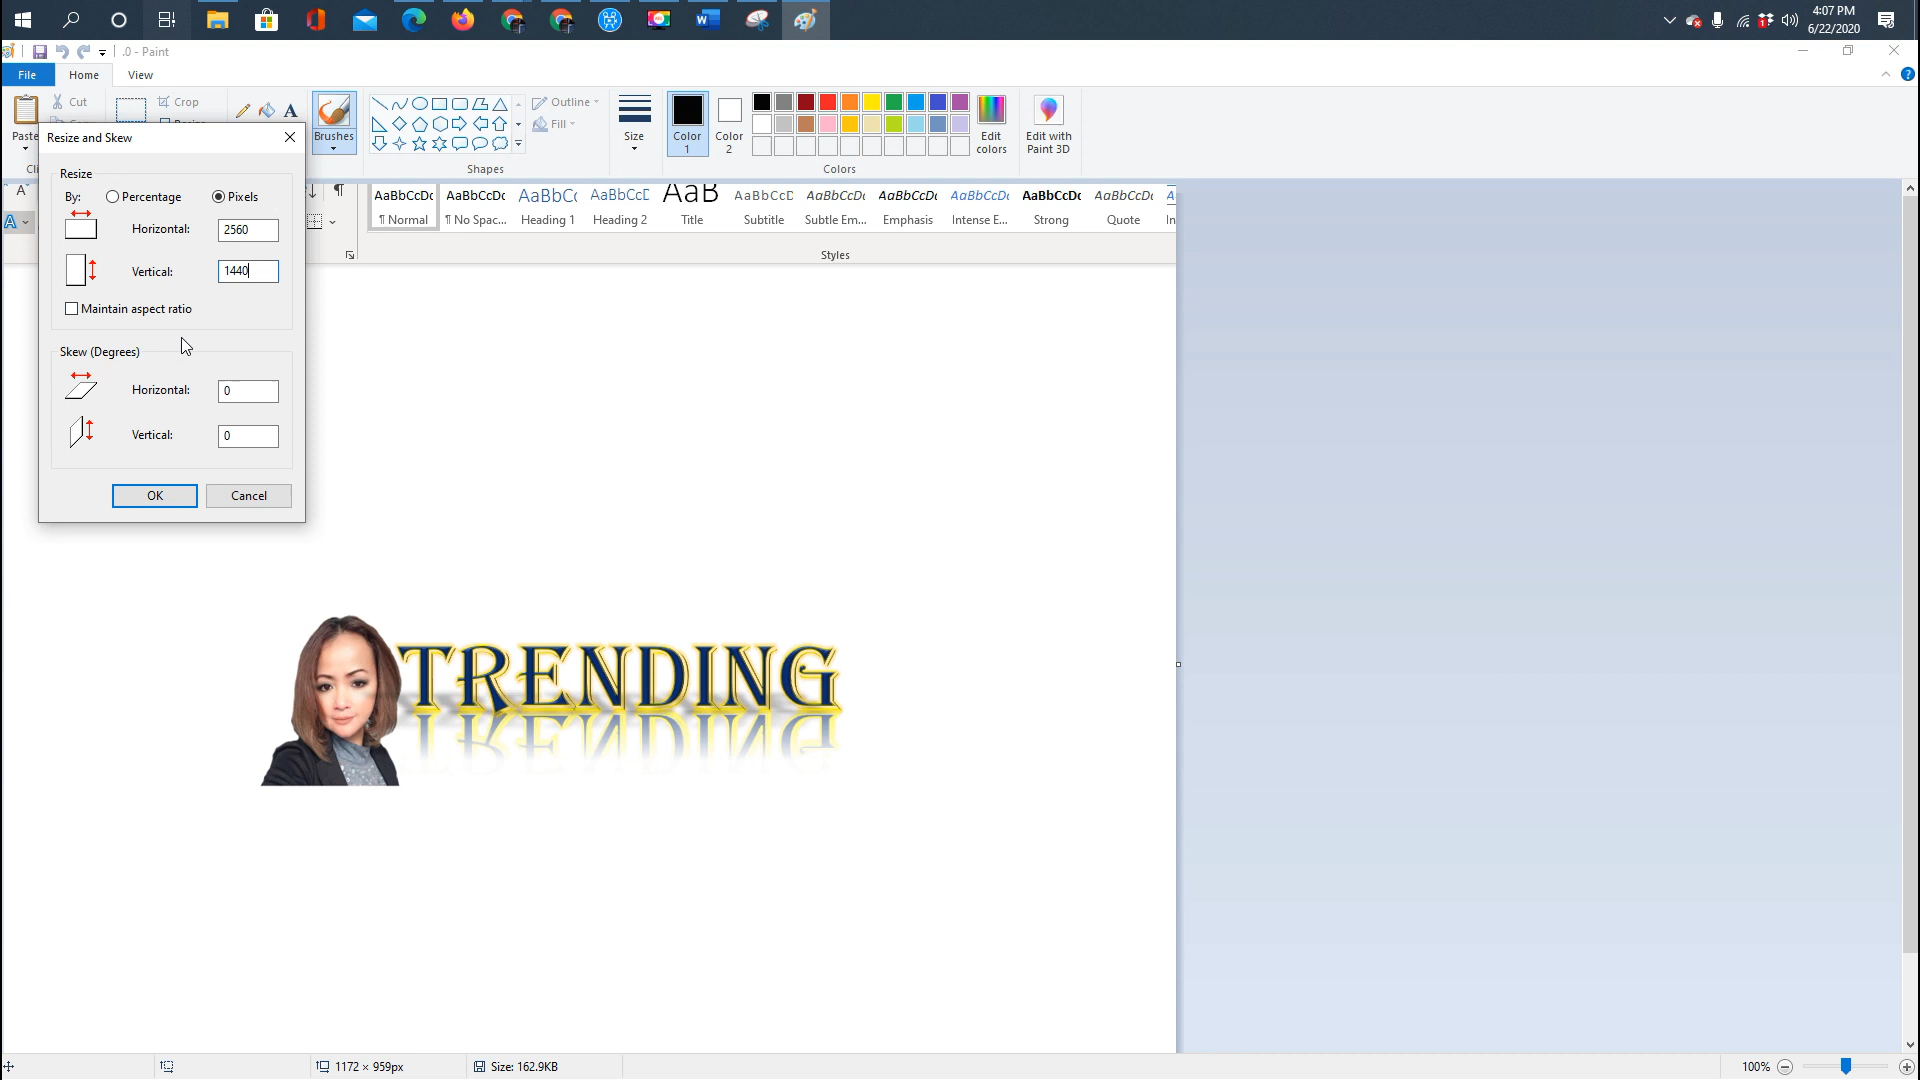 4:07 PM
6/22/2020
.0 - Paint
File
Home
View
Cut
Crop
Paste
Brushes
Outline
Fill
Shapes
Size
Color
1
Color
2
Edit
colors
Edit with
Paint 3D
Colors
Resize and Skew
Resize
By:
Percentage
Pixels
Horizontal:
2560
Vertical:
1440
Maintain aspect ratio
Skew (Degrees)
Horizontal:
0
Vertical:
0
OK
Cancel
AaBbCcDc
¶ Normal
AaBbCcDc
¶ No Spac...
AaBbCc
Heading 1
AaBbCcD
Heading 2
AaB
Title
AaBbCcD
Subtitle
AaBbCcDc
Subtle Em...
AaBbCcDc
Emphasis
AaBbCcDc
Intense E...
AaBbCcDc
Strong
AaBbCcDc
Quote
Styles
TRENDING
1172 × 959px
Size: 162.9KB
100%